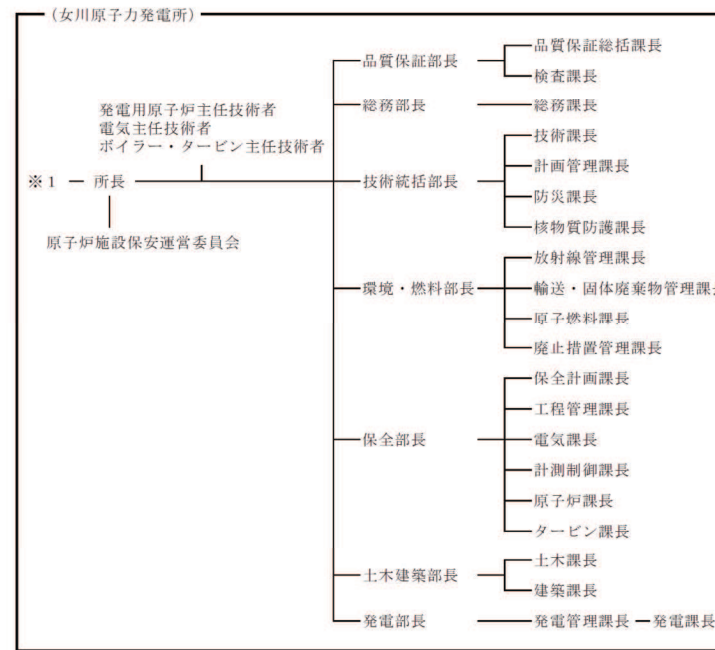 (女川原子力発電所)
発電用原子炉主任技術者
電気主任技術者
ボイラー・タービン主任技術者
※1
所長
原子炉施設保安運営委員会
品質保証部長
品質保証総括課長
検査課長
総務部長
総務課長
技術統括部長
技術課長
計画管理課長
防災課長
核物質防護課長
環境・燃料部長
放射線管理課長
輸送・固体廃棄物管理課長
原子燃料課長
廃止措置管理課長
保全部長
保全計画課長
工程管理課長
電気課長
計測制御課長
原子炉課長
タービン課長
土木建築部長
土木課長
建築課長
発電部長
発電管理課長
発電課長